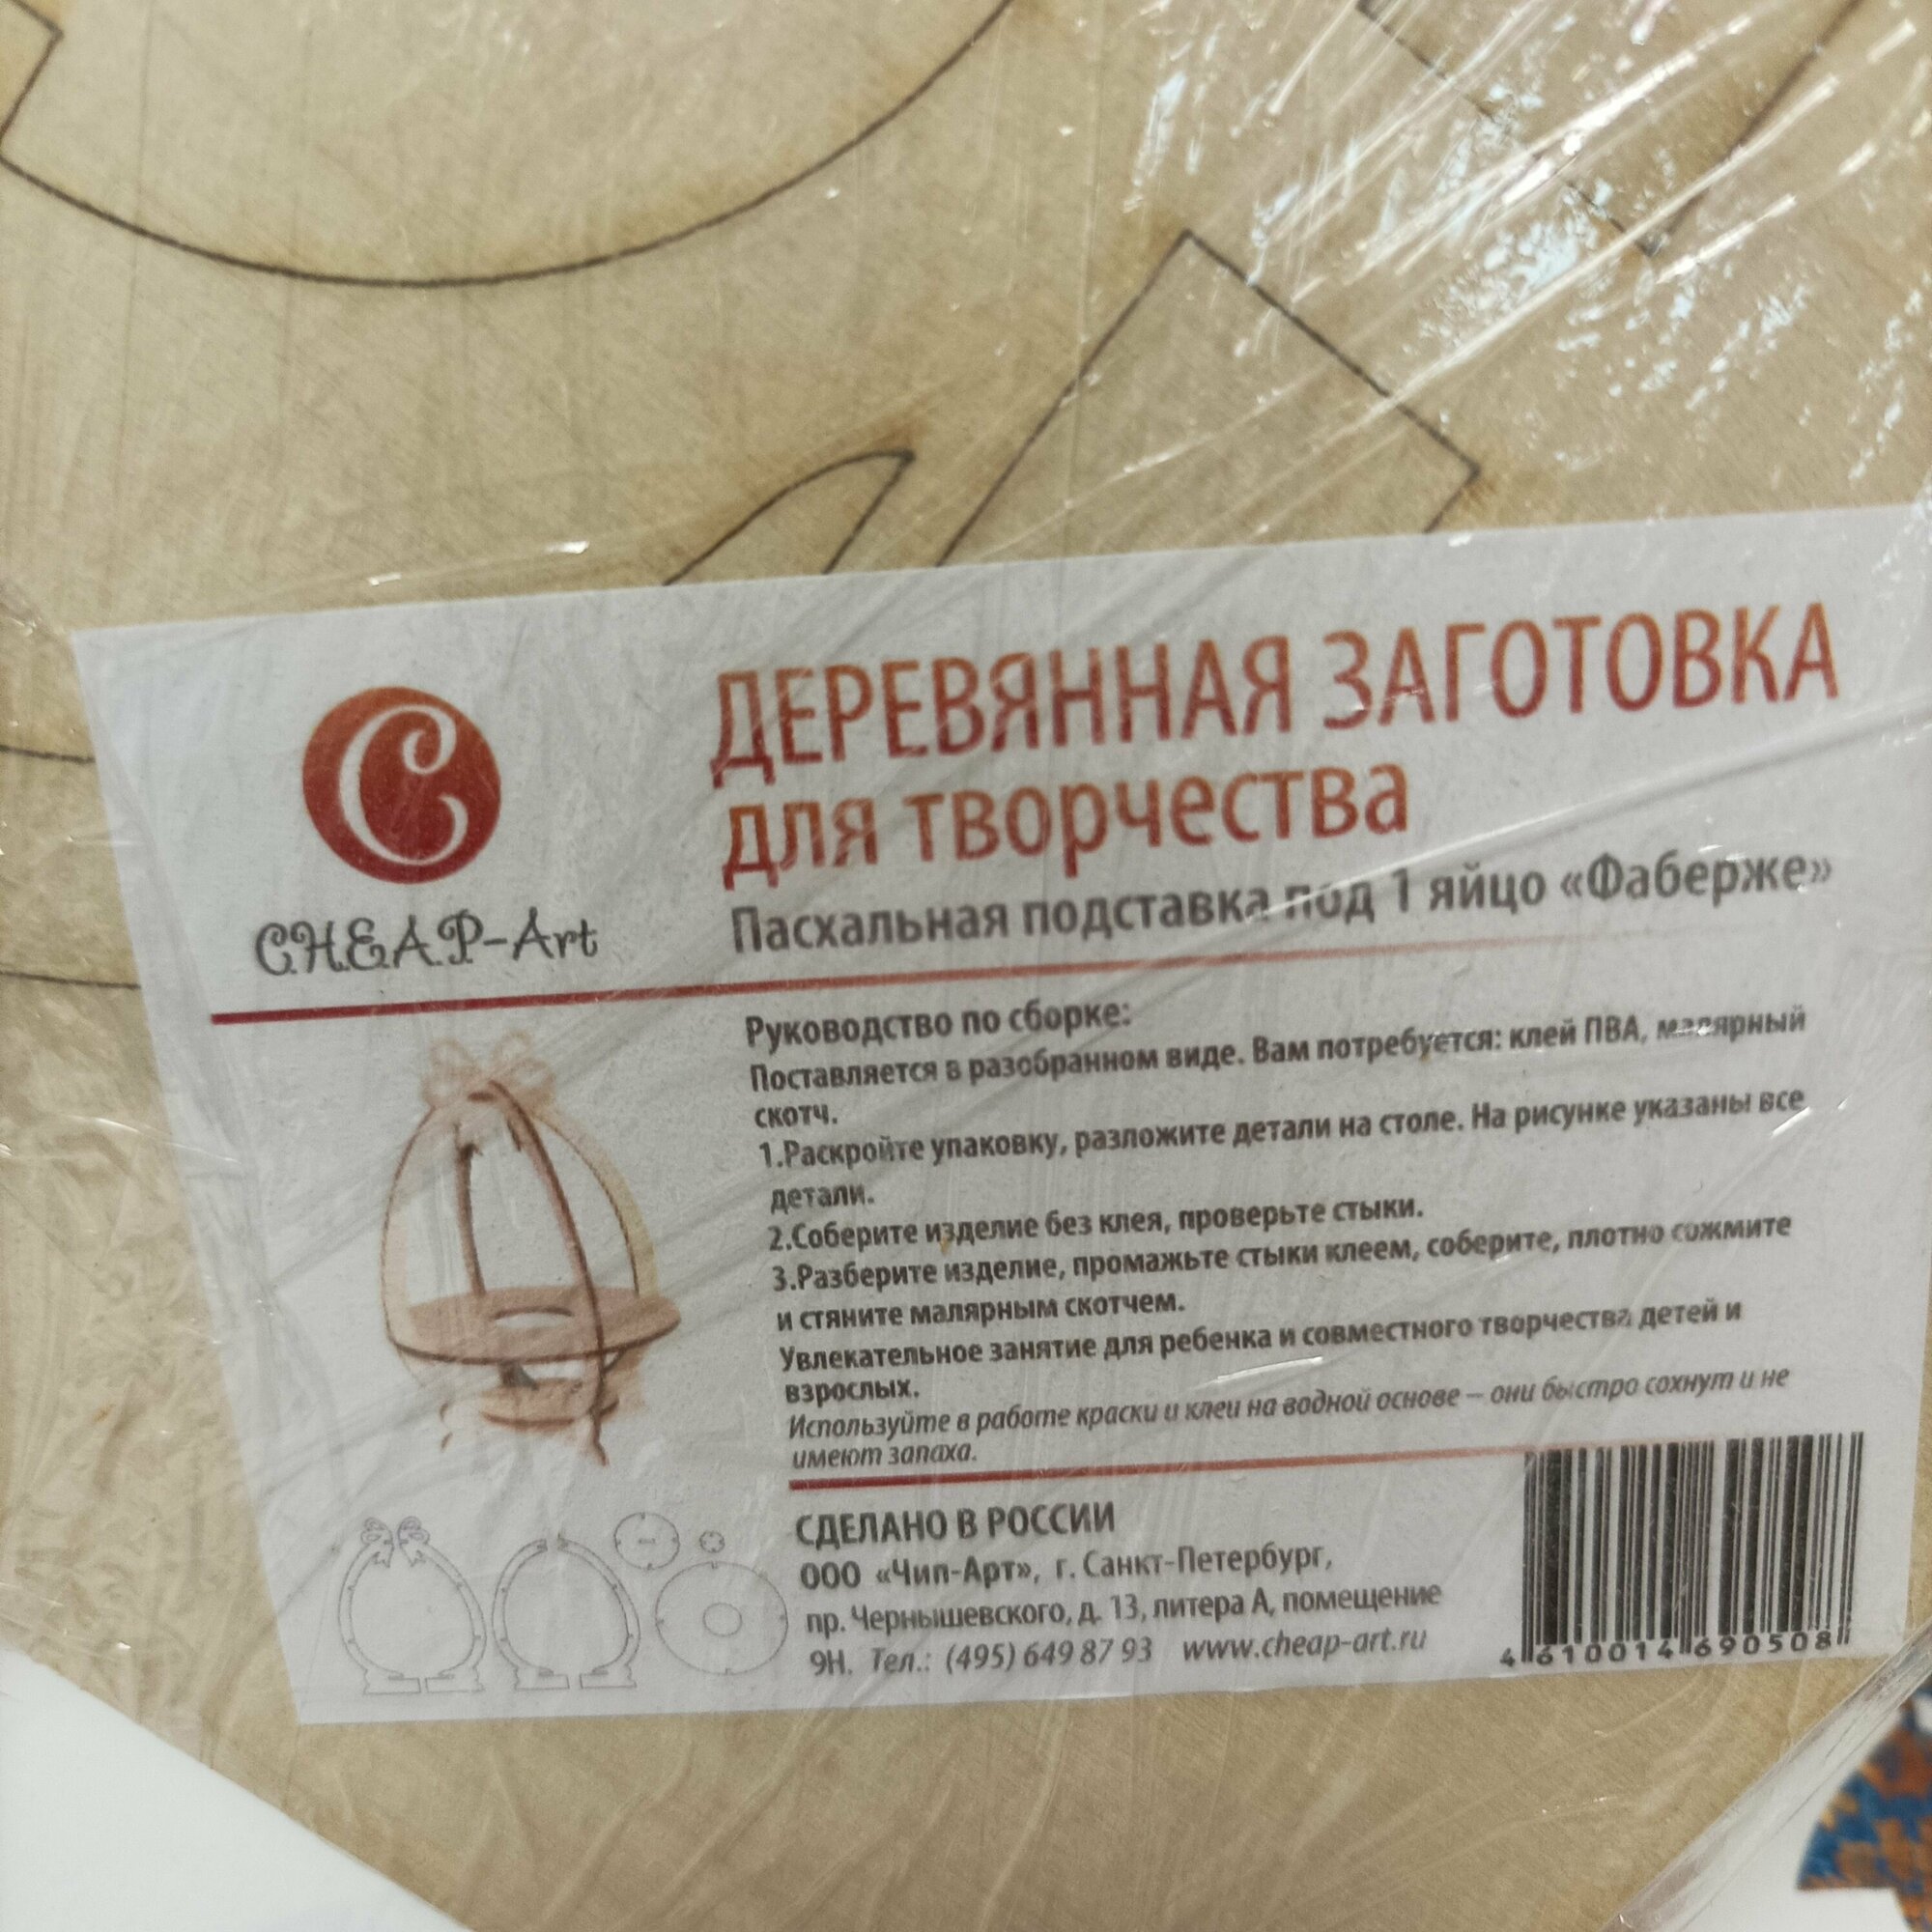 C
CHEAP-Art
ДЕРЕВЯННАЯ ЗАГОТОВКА
для творчества
Пасхальная подставка под 1 яйцо «Фаберже»
Руководство по сборке:
Поставляется в разобранном виде. Вам потребуется: клей ПВА, малярный
скотч.
1.Раскройте упаковку, разложите детали на столе. На рисунке указаны все
детали.
2.Соберите изделие без клея, проверьте стыки.
3.Разберите изделие, промажьте стыки клеем, соберите, плотно сожмите
и стяните малярным скотчем.
Увлекательное занятие для ребенка и совместного творчества детей и
взрослых.
Используйте в работе краски и клеи на водной основе – они быстро сохнут и не
имеют запаха.
СДЕЛАНО В РОССИИ
ООО «Чип-Арт», г. Санкт-Петербург,
пр. Чернышевского, д. 13, литера А, помещение
9Н. Тел.: (495) 649 87 93 www.cheap-art.ru
4 610014 690508